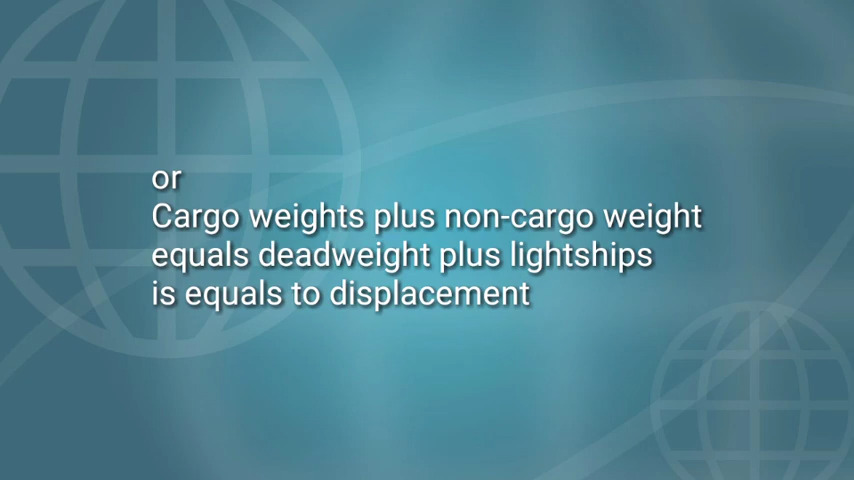 or
Cargo weights plus non-cargo weight
equals deadweight plus lightships
is equals to displacement